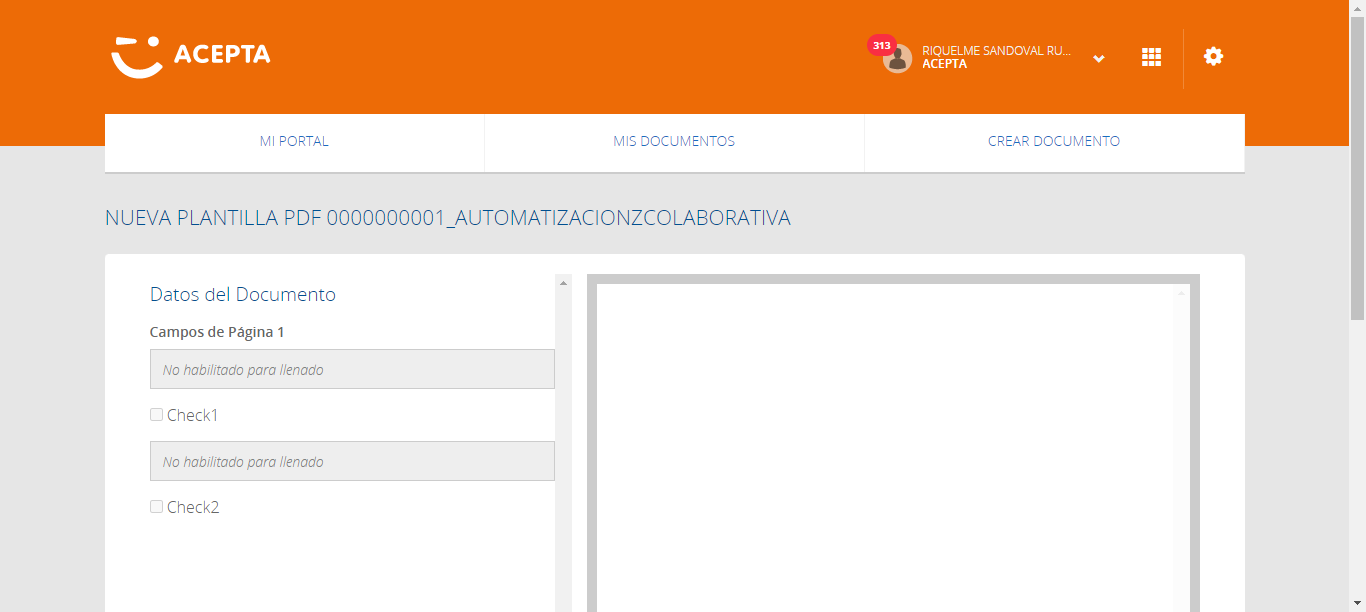 ACEPTA
313
RIQUELME SANDOVAL RU...
ACEPTA
MI PORTAL
MIS DOCUMENTOS
CREAR DOCUMENTO
NUEVA PLANTILLA PDF 0000000001_AUTOMATIZACIONZCOLABORATIVA
Datos del Documento
Campos de Página 1
No habilitado para llenado
Check1
No habilitado para llenado
Check2